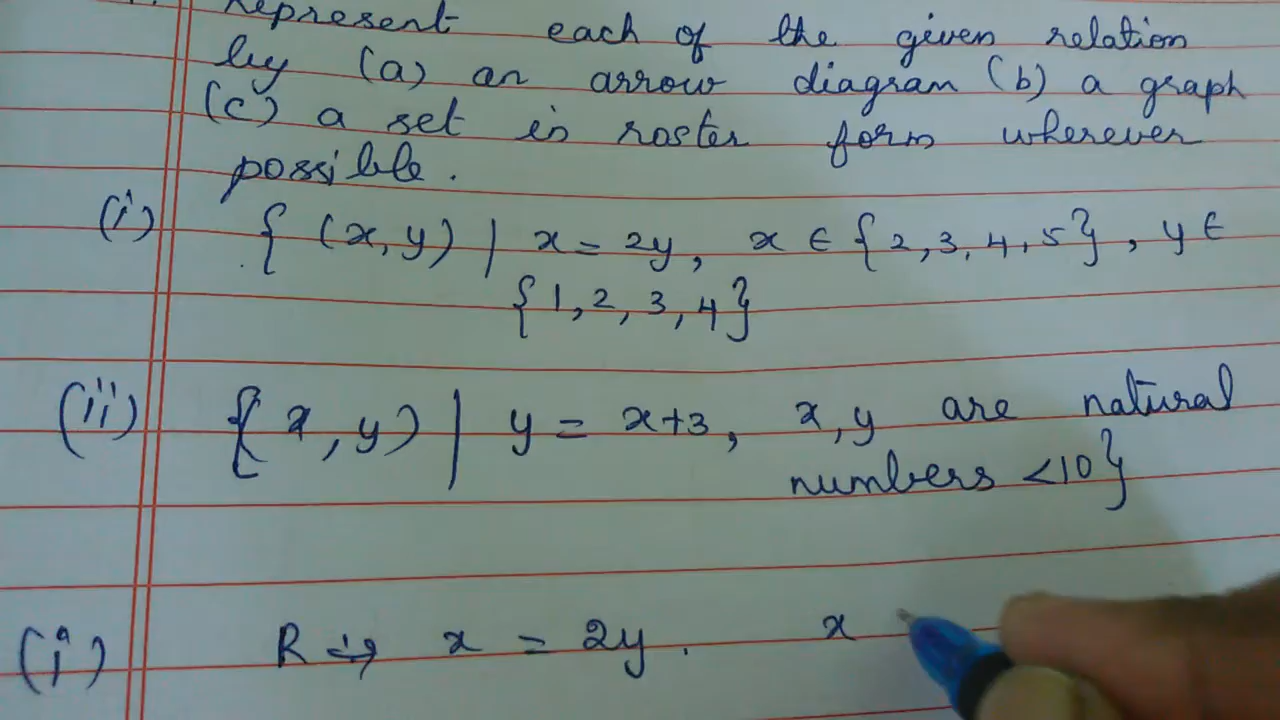 Represent each of the given relation
by (a) an arrow diagram (b) a graph
(c) a set in roster form wherever
possible.
(i) { (x, y) | x = 2y, x ∈ {2, 3, 4, 5}, y ∈
{1, 2, 3, 4}
(ii) {(x, y) | y = x+3, x, y are natural
numbers <10}
(i) R → x = 2y. x